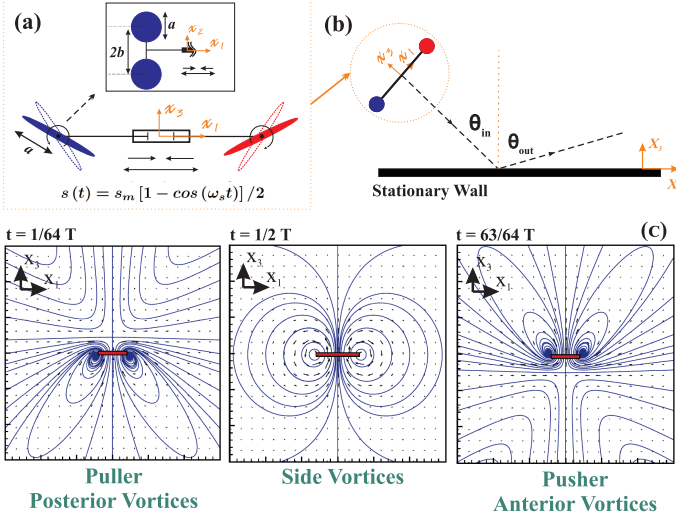 (a)
a
2b
x₂
x₁
x₃
x₁
a
s (t) = sₘ [1 − cos (ωₛt)] /2
(b)
x₃
x₁
θin
θout
X₃
X
Stationary Wall
(c)
t = 1/64 T
X₃
X₁
Puller
Posterior Vortices
t = 1/2 T
X₃
X₁
Side Vortices
t = 63/64 T
X₃
X₁
Pusher
Anterior Vortices